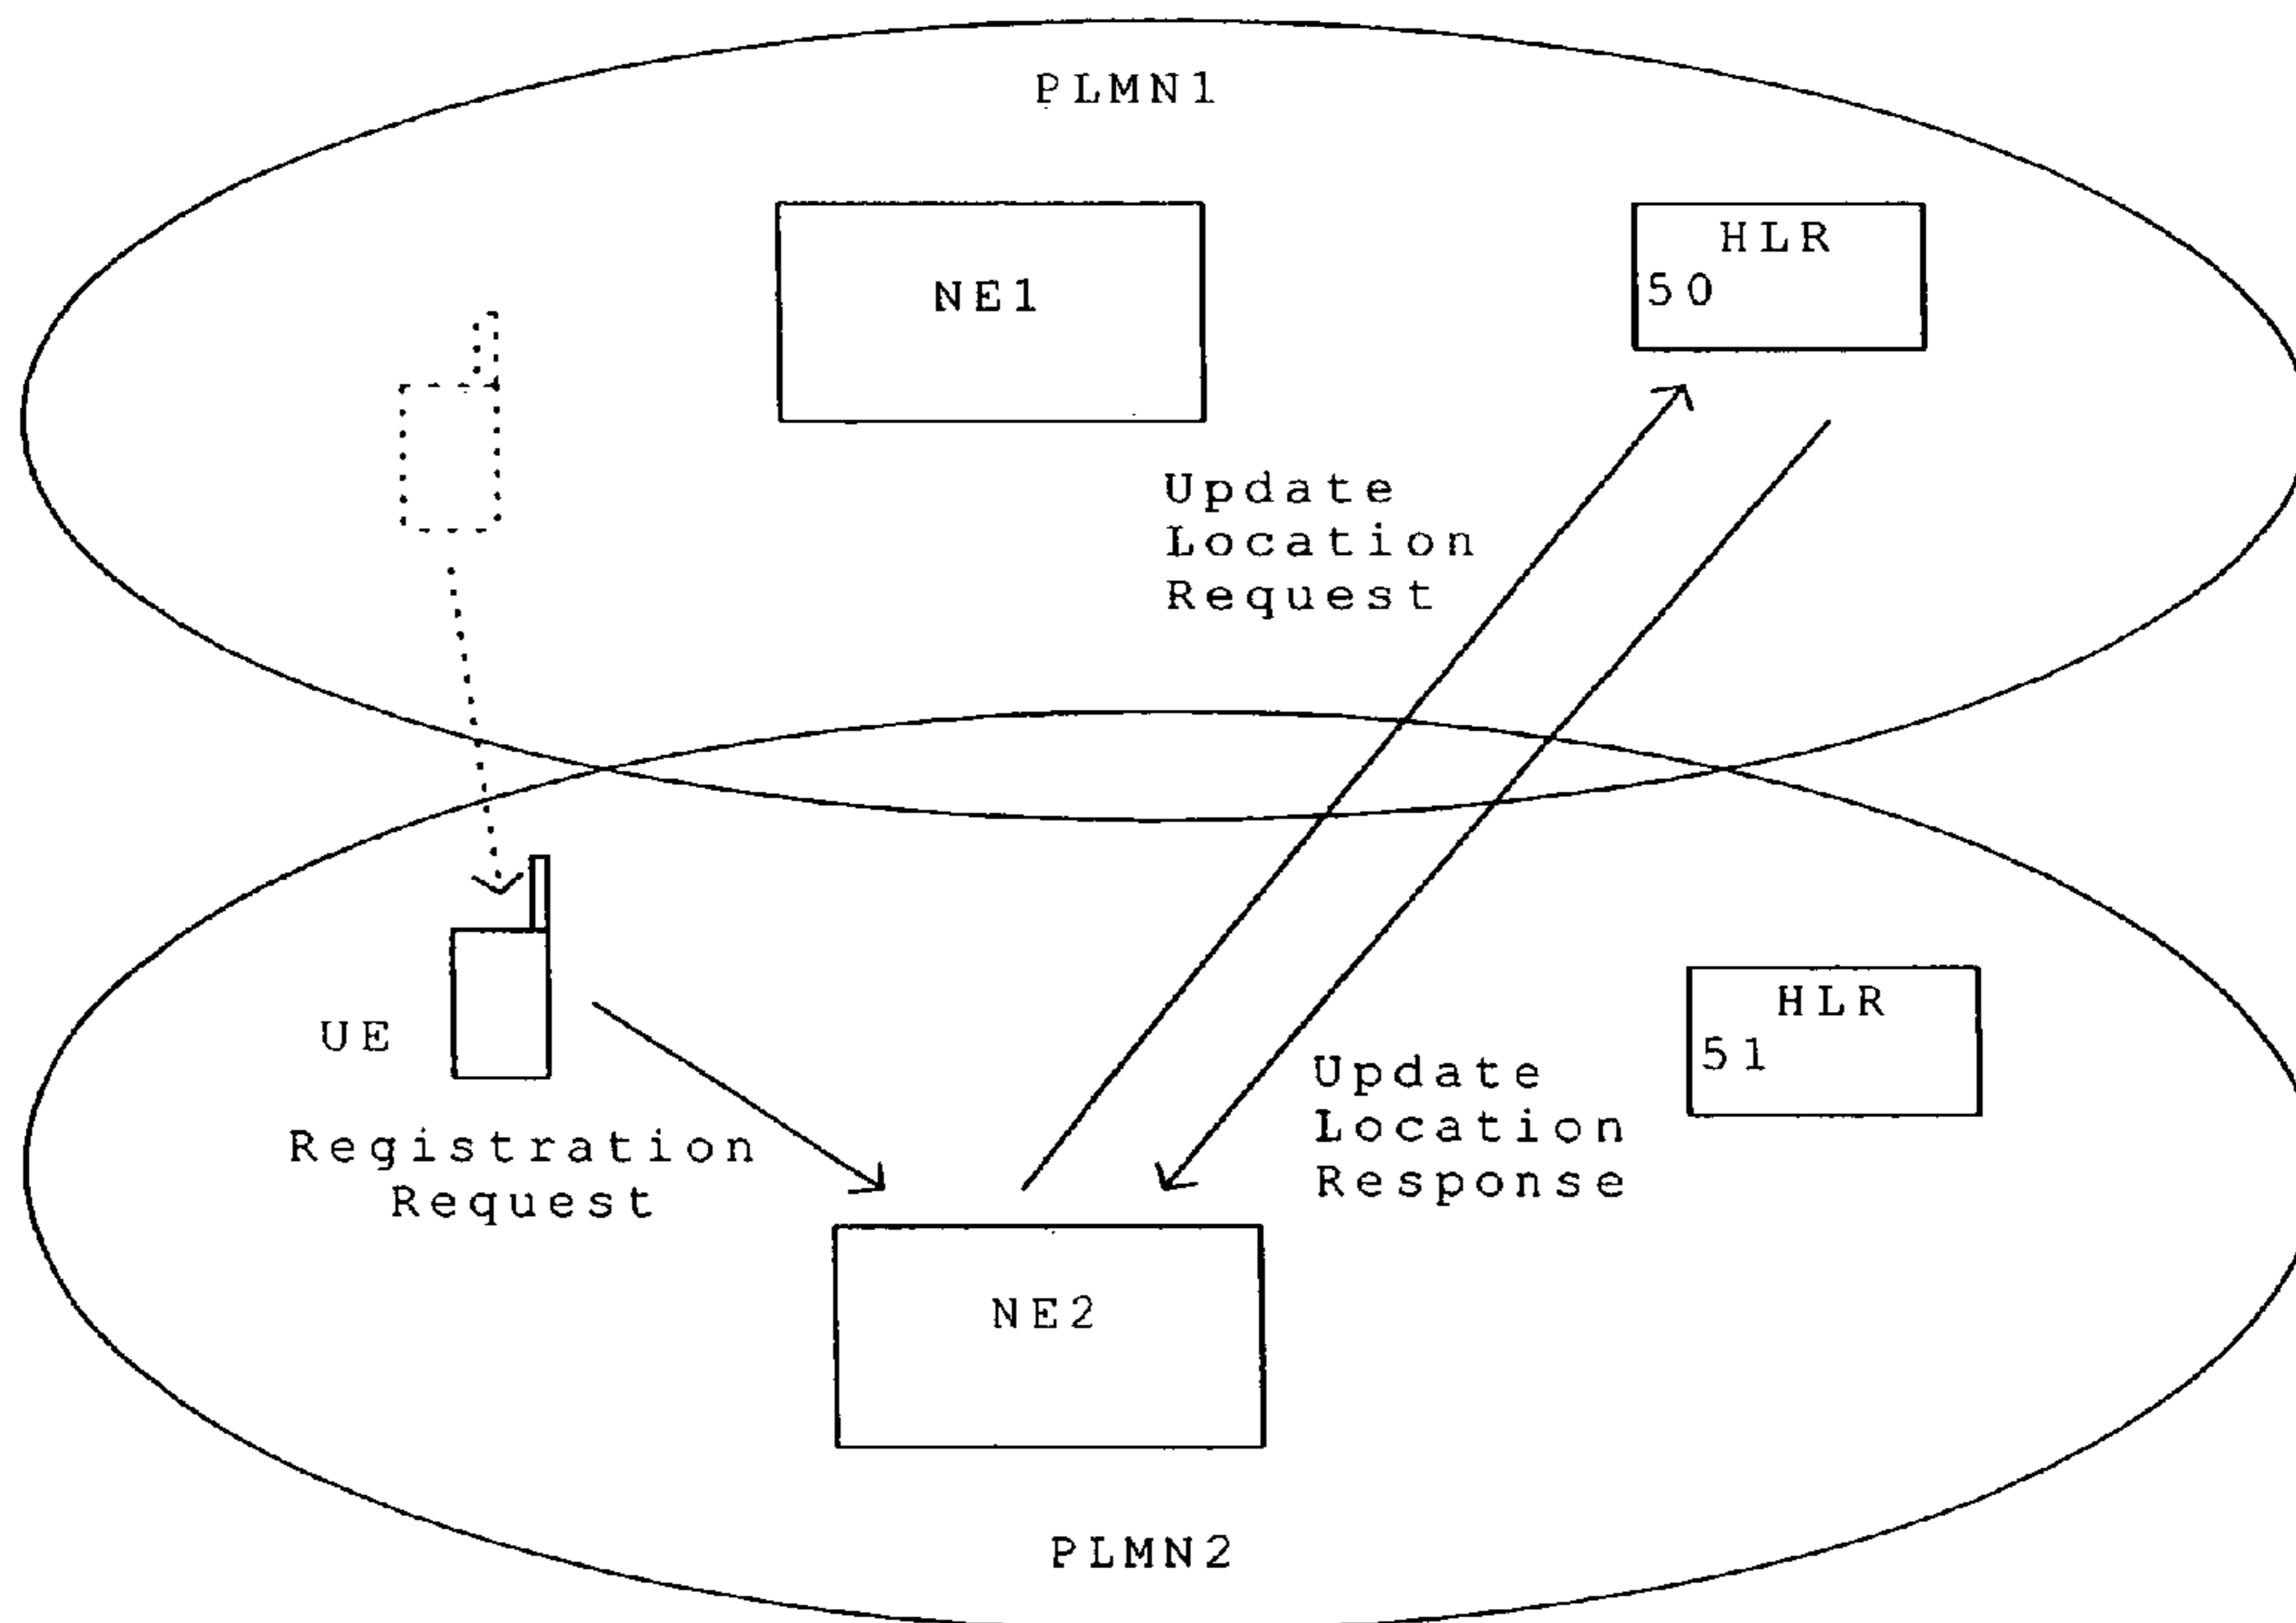 PLMN1
HLR
50
NE1
Update
Location
Request
HLR
51
UE
Update
Location
Response
Registration
Request
NE2
PLMN2